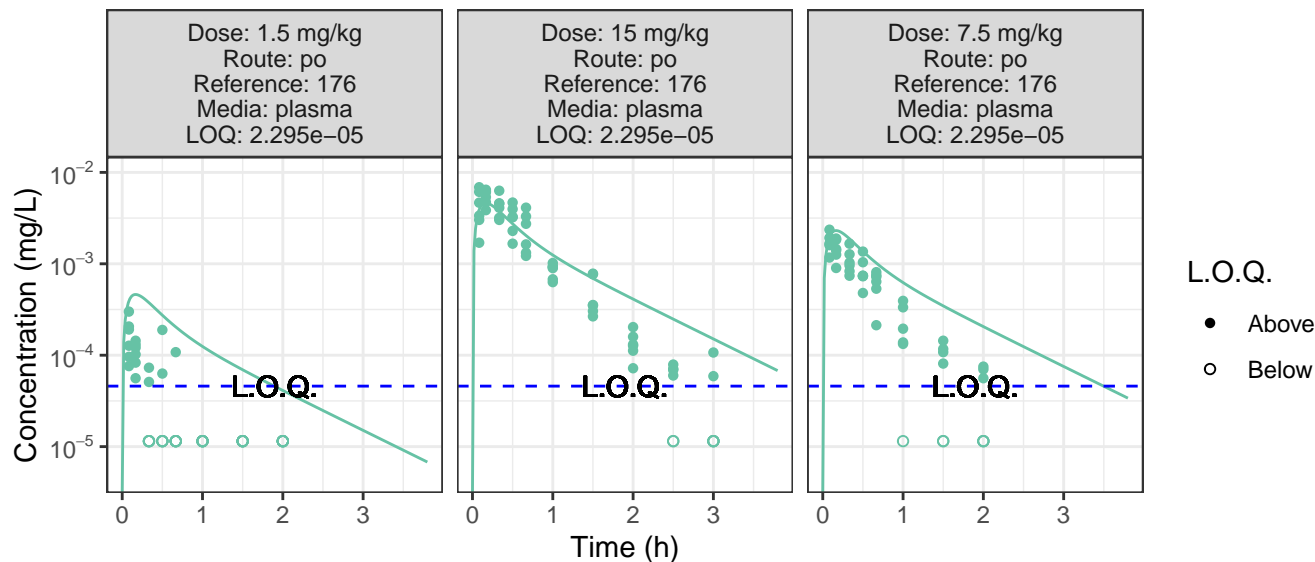 Dose: 1.5 mg/kg
Route: po
Reference: 176
Media: plasma
LOQ: 2.295e−05
Dose: 15 mg/kg
Route: po
Reference: 176
Media: plasma
LOQ: 2.295e−05
Dose: 7.5 mg/kg
Route: po
Reference: 176
Media: plasma
LOQ: 2.295e−05
Concentration (mg/L)
10⁻²
10⁻³
10⁻⁴
10⁻⁵
L.O.Q.
L.O.Q.
L.O.Q.
0 1 2 3
0 1 2 3
0 1 2 3
Time (h)
L.O.Q.
Above
Below